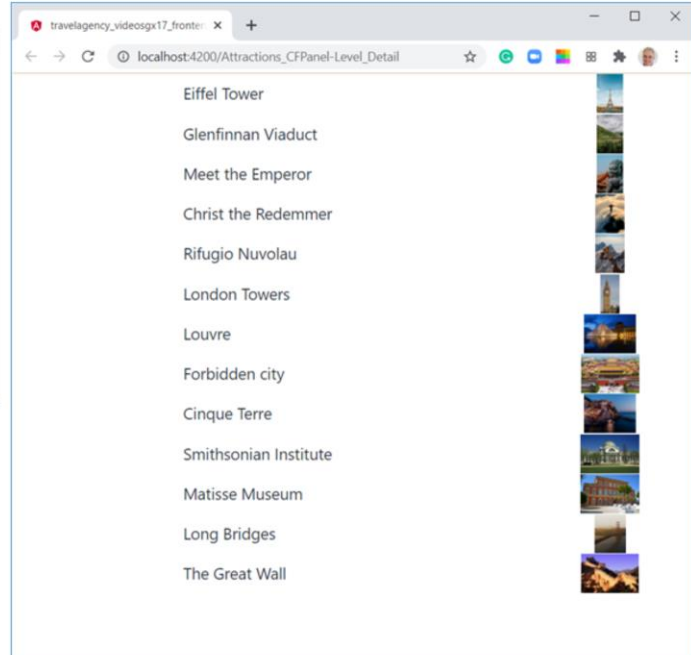 travelagency_videosgx17_fronten
localhost:4200/Attractions_CFPanel-Level_Detail
Eiffel Tower
Glenfinnan Viaduct
Meet the Emperor
Christ the Redemmer
Rifugio Nuvolau
London Towers
Louvre
Forbidden city
Cinque Terre
Smithsonian Institute
Matisse Museum
Long Bridges
The Great Wall